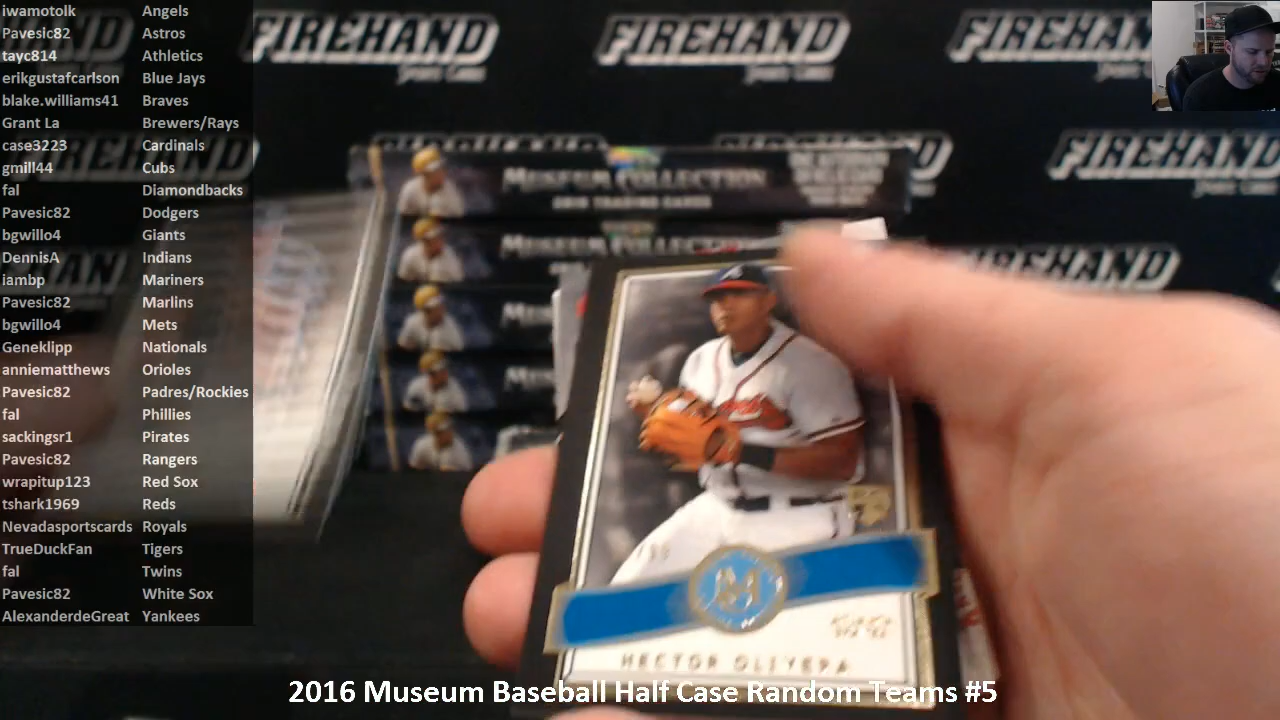 iwamotolk Angels
Pavesic82 Astros
tayc814 Athletics
erikgustafcarlson Blue Jays
blake.williams41 Braves
Grant La Brewers/Rays
case3223 Cardinals
gmill44 Cubs
fal Diamondbacks
Pavesic82 Dodgers
bgwillo4 Giants
DennisA Indians
iambp Mariners
Pavesic82 Marlins
bgwillo4 Mets
Geneklipp Nationals
anniematthews Orioles
Pavesic82 Padres/Rockies
fal Phillies
sackingsr1 Pirates
Pavesic82 Rangers
wrapitup123 Red Sox
tshark1969 Reds
Nevadasportscards Royals
TrueDuckFan Tigers
fal Twins
Pavesic82 White Sox
AlexanderdeGreat Yankees
FIREHAND
FIREHAND
FIREHAND
FIREHAND
FIREHAND
FIREHAND
MUSEUM COLLECTION
MUSEUM COLLECTION
HECTOR OLIVERA
2016 Museum Baseball Half Case Random Teams #5